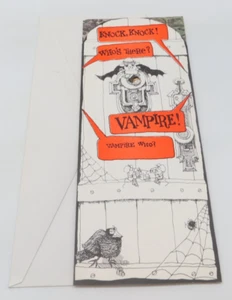 KNOCK, KNOCK!
WHO'S THERE?
VAMPIRE!
VAMPIRE WHO?